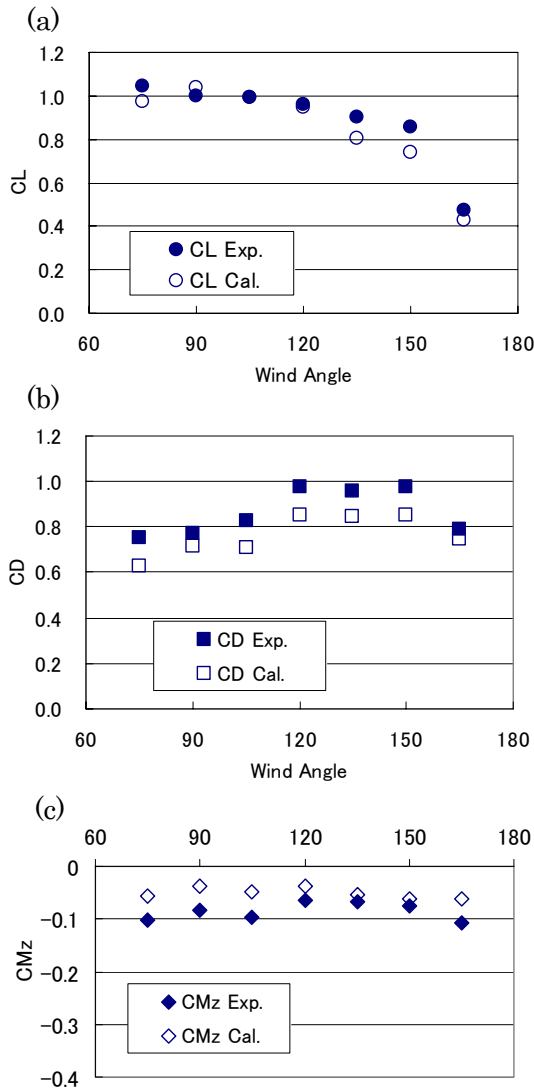 (a)
1.2
1.0
0.8
0.6
0.4
0.2
0.0
CL
CL Exp.
CL Cal.
60 90 120 150 180
Wind Angle
(b)
1.2
1.0
0.8
0.6
0.4
0.2
0.0
CD
CD Exp.
CD Cal.
60 90 120 150 180
Wind Angle
(c)
60 90 120 150 180
0
-0.1
-0.2
-0.3
-0.4
CMz
CMz Exp.
CMz Cal.